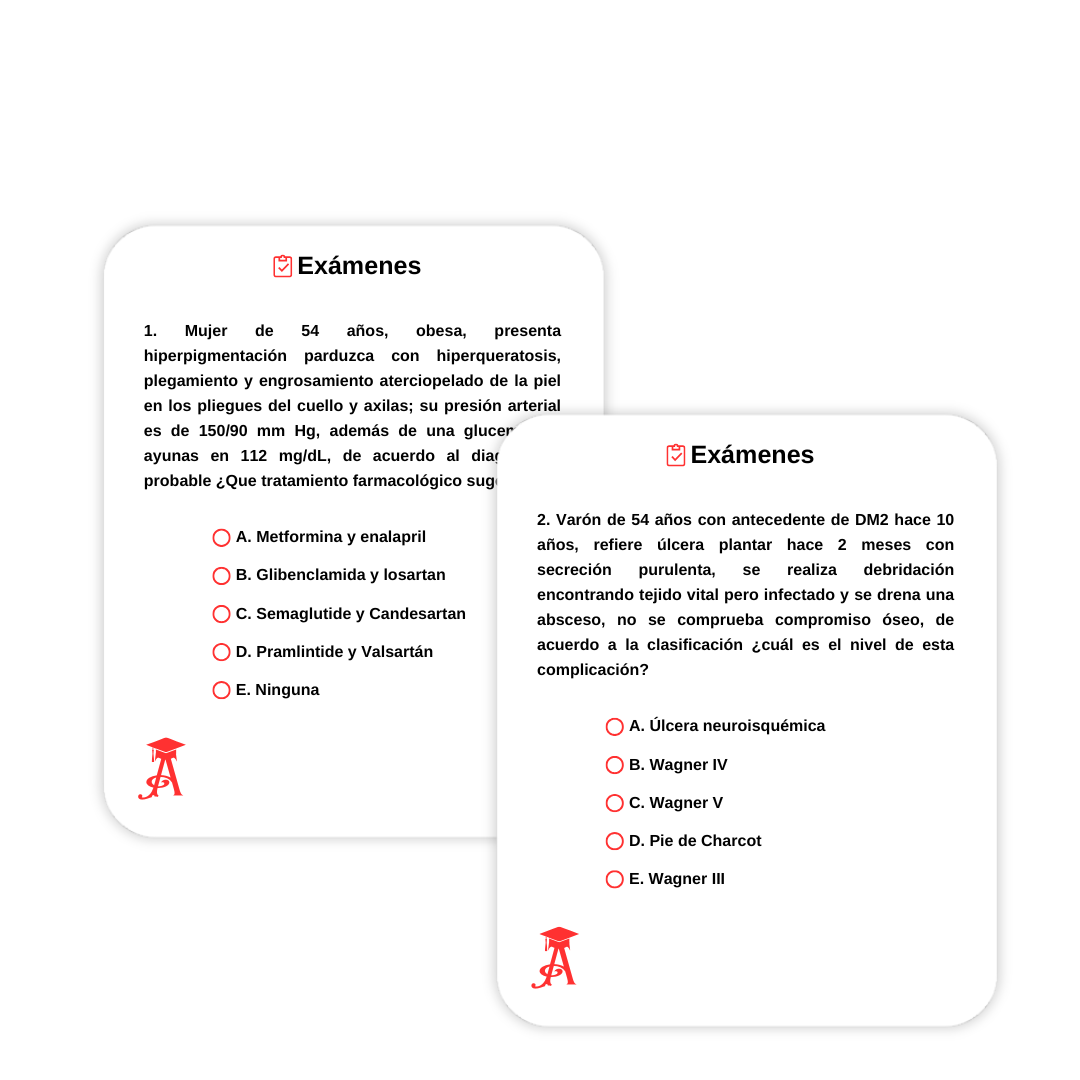 Exámenes
1. Mujer de 54 años, obesa, presenta
hiperpigmentación parduzca con hiperqueratosis,
plegamiento y engrosamiento aterciopelado de la piel
en los pliegues del cuello y axilas; su presión arterial
es de 150/90 mm Hg, además de una
ayunas en 112 mg/dL, de acuerdo al
probable ¿Que tratamiento farmacológico
A. Metformina y enalapril
B. Glibenclamida y losartan
C. Semaglutide y Candesartan
D. Pramlintide y Valsartán
E. Ninguna
Exámenes
2. Varón de 54 años con antecedente de DM2 hace 10
años, refiere úlcera plantar hace 2 meses con
secreción purulenta, se realiza debridación
encontrando tejido vital pero infectado y se drena una
absceso, no se comprueba compromiso óseo, de
acuerdo a la clasificación ¿cuál es el nivel de esta
complicación?
A. Úlcera neuroisquémica
B. Wagner IV
C. Wagner V
D. Pie de Charcot
E. Wagner III